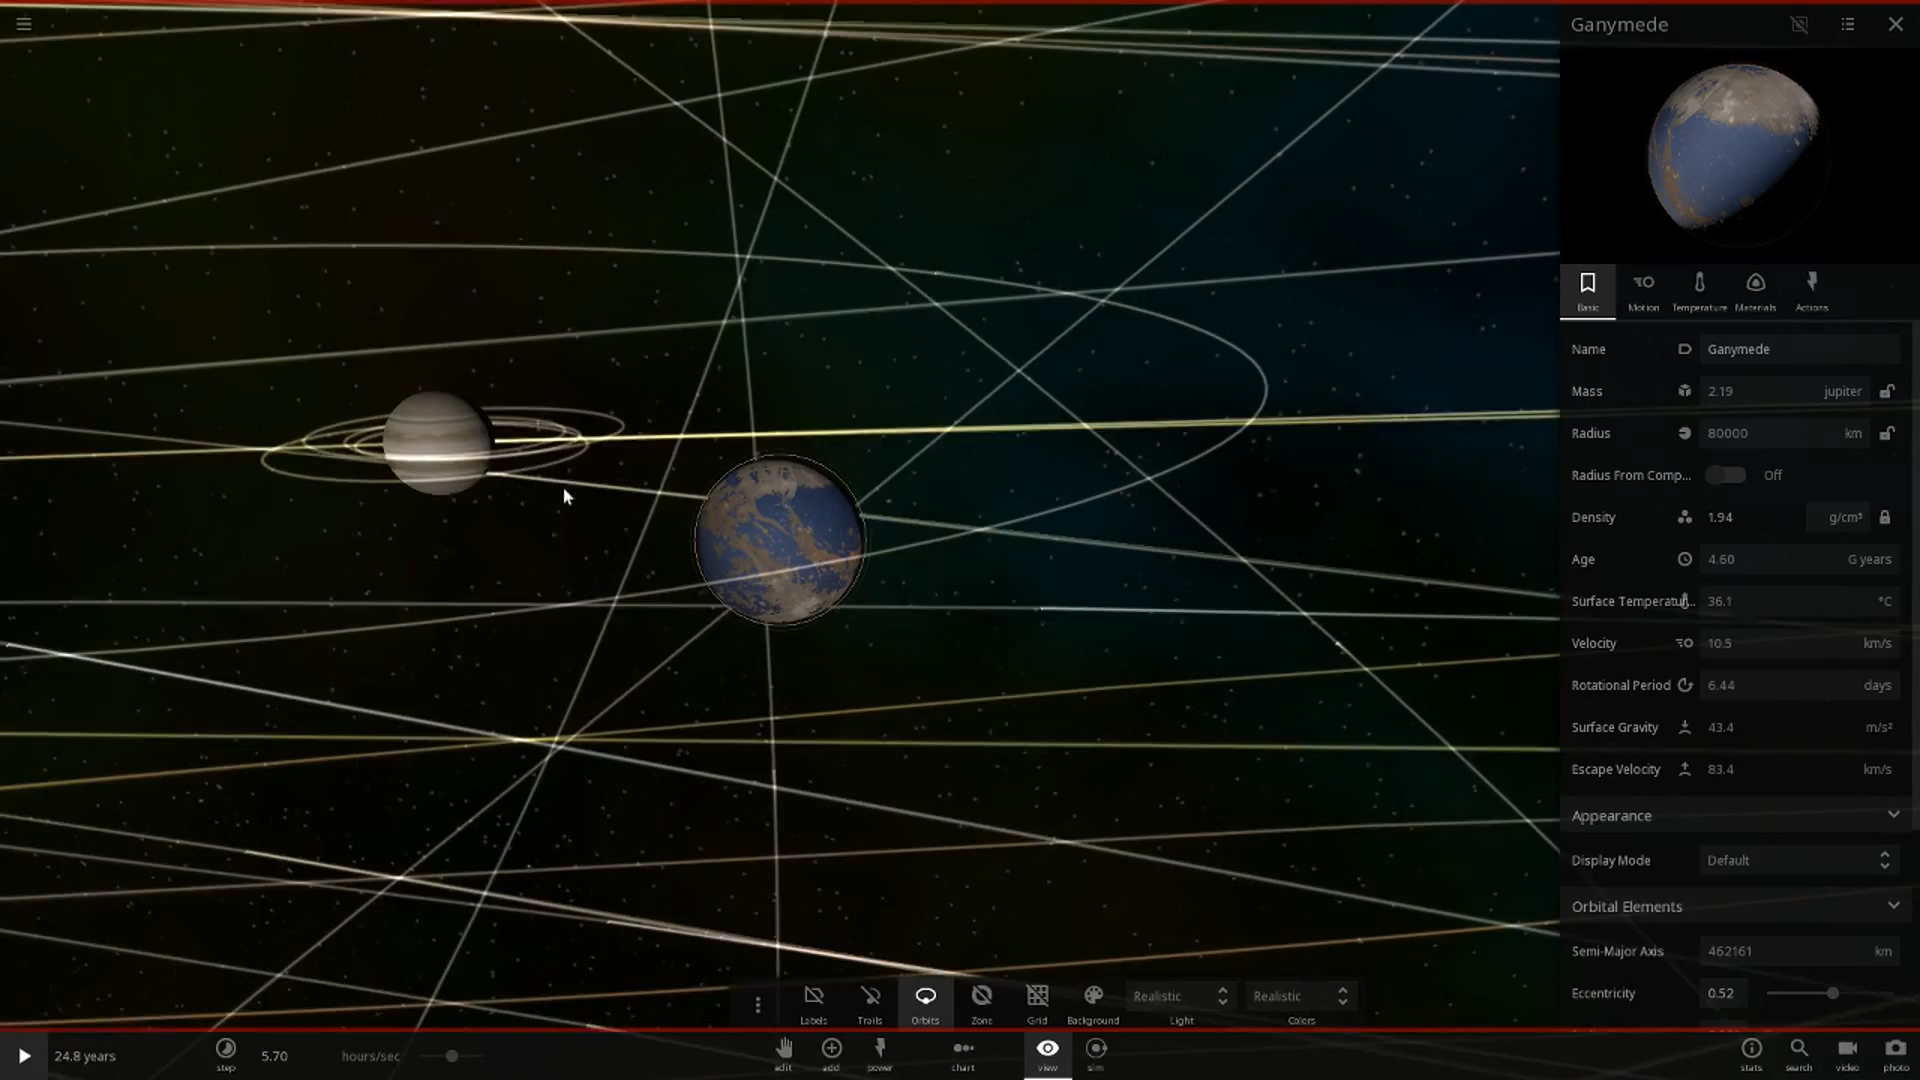 Ganymede
Basic
Motion
Temperature
Materials
Actions
Name Ganymede
Mass 2.19 jupiter
Radius 80000 km
Radius From Comp... Off
Density 1.94 g/cm³
Age 4.60 G years
Surface Temperatur... 36.1 °C
Velocity 10.5 km/s
Rotational Period 6.44 days
Surface Gravity 43.4 m/s²
Escape Velocity 83.4 km/s
Appearance
Display Mode Default
Orbital Elements
Semi-Major Axis 462161 km
Eccentricity 0.52
Labels
Trails
Orbits
Zone
Grid
Background
Realistic
Light
Realistic
Colors
24.8 years
step
5.70 hours/sec
edit
add
power
chart
view
sim
stats
search
video
photo